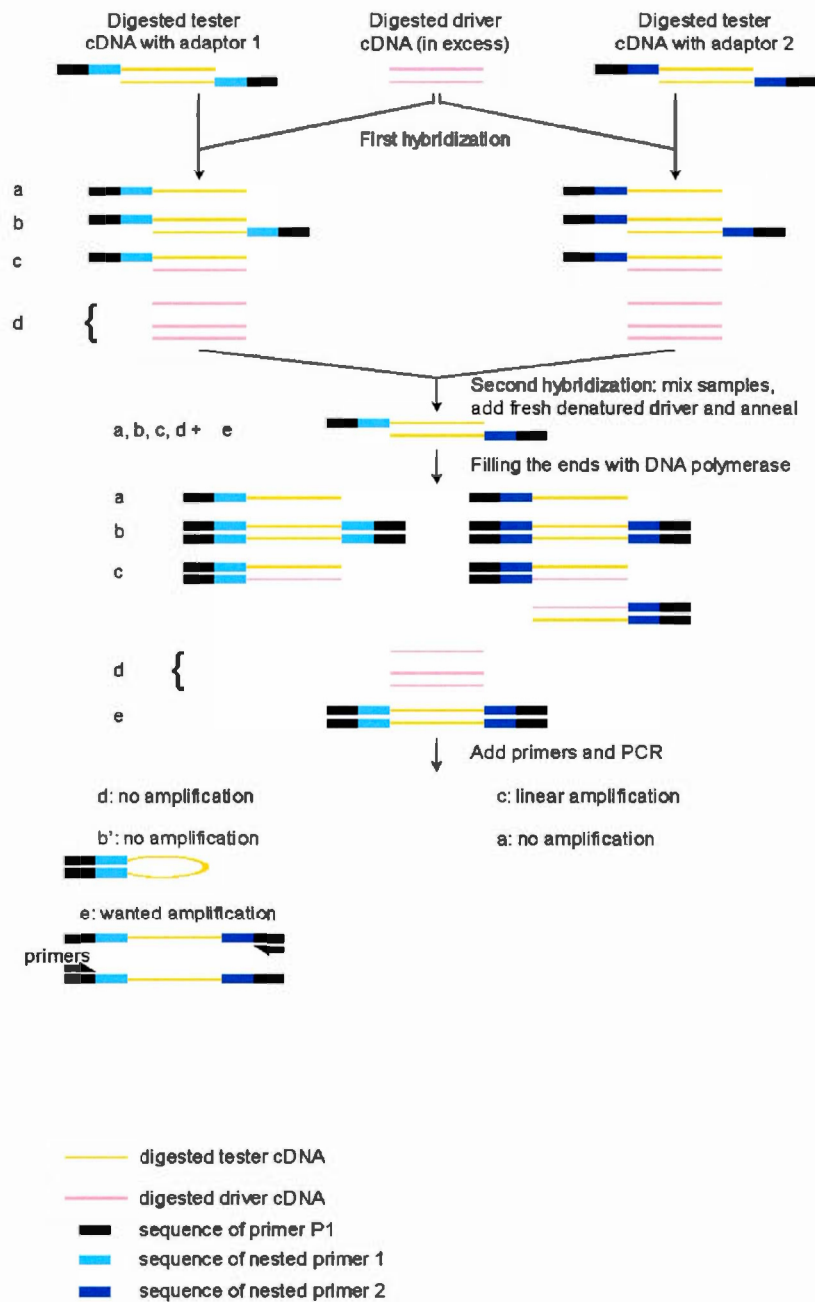 Digested tester
cDNA with adaptor 1
Digested driver
cDNA (in excess)
Digested tester
cDNA with adaptor 2
First hybridization
a
b
c
d {
Second hybridization: mix samples,
add fresh denatured driver and anneal
a, b, c, d + e
Filling the ends with DNA polymerase
a
b
c
d {
e
Add primers and PCR
d: no amplification
c: linear amplification
b': no amplification
a: no amplification
e: wanted amplification
primers
digested tester cDNA
digested driver cDNA
sequence of primer P1
sequence of nested primer 1
sequence of nested primer 2